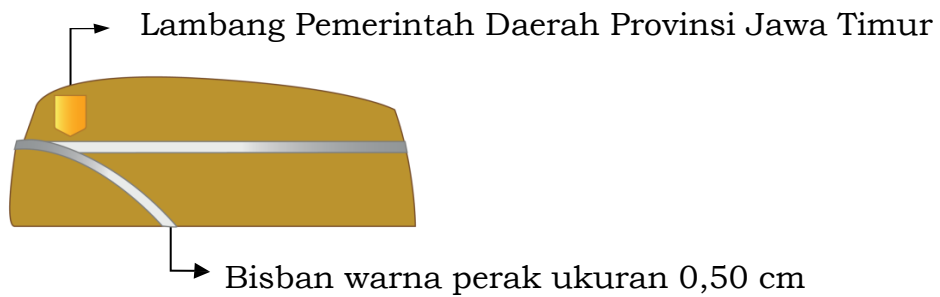 Lambang Pemerintah Daerah Provinsi Jawa Timur
Bisban warna perak ukuran 0,50 cm